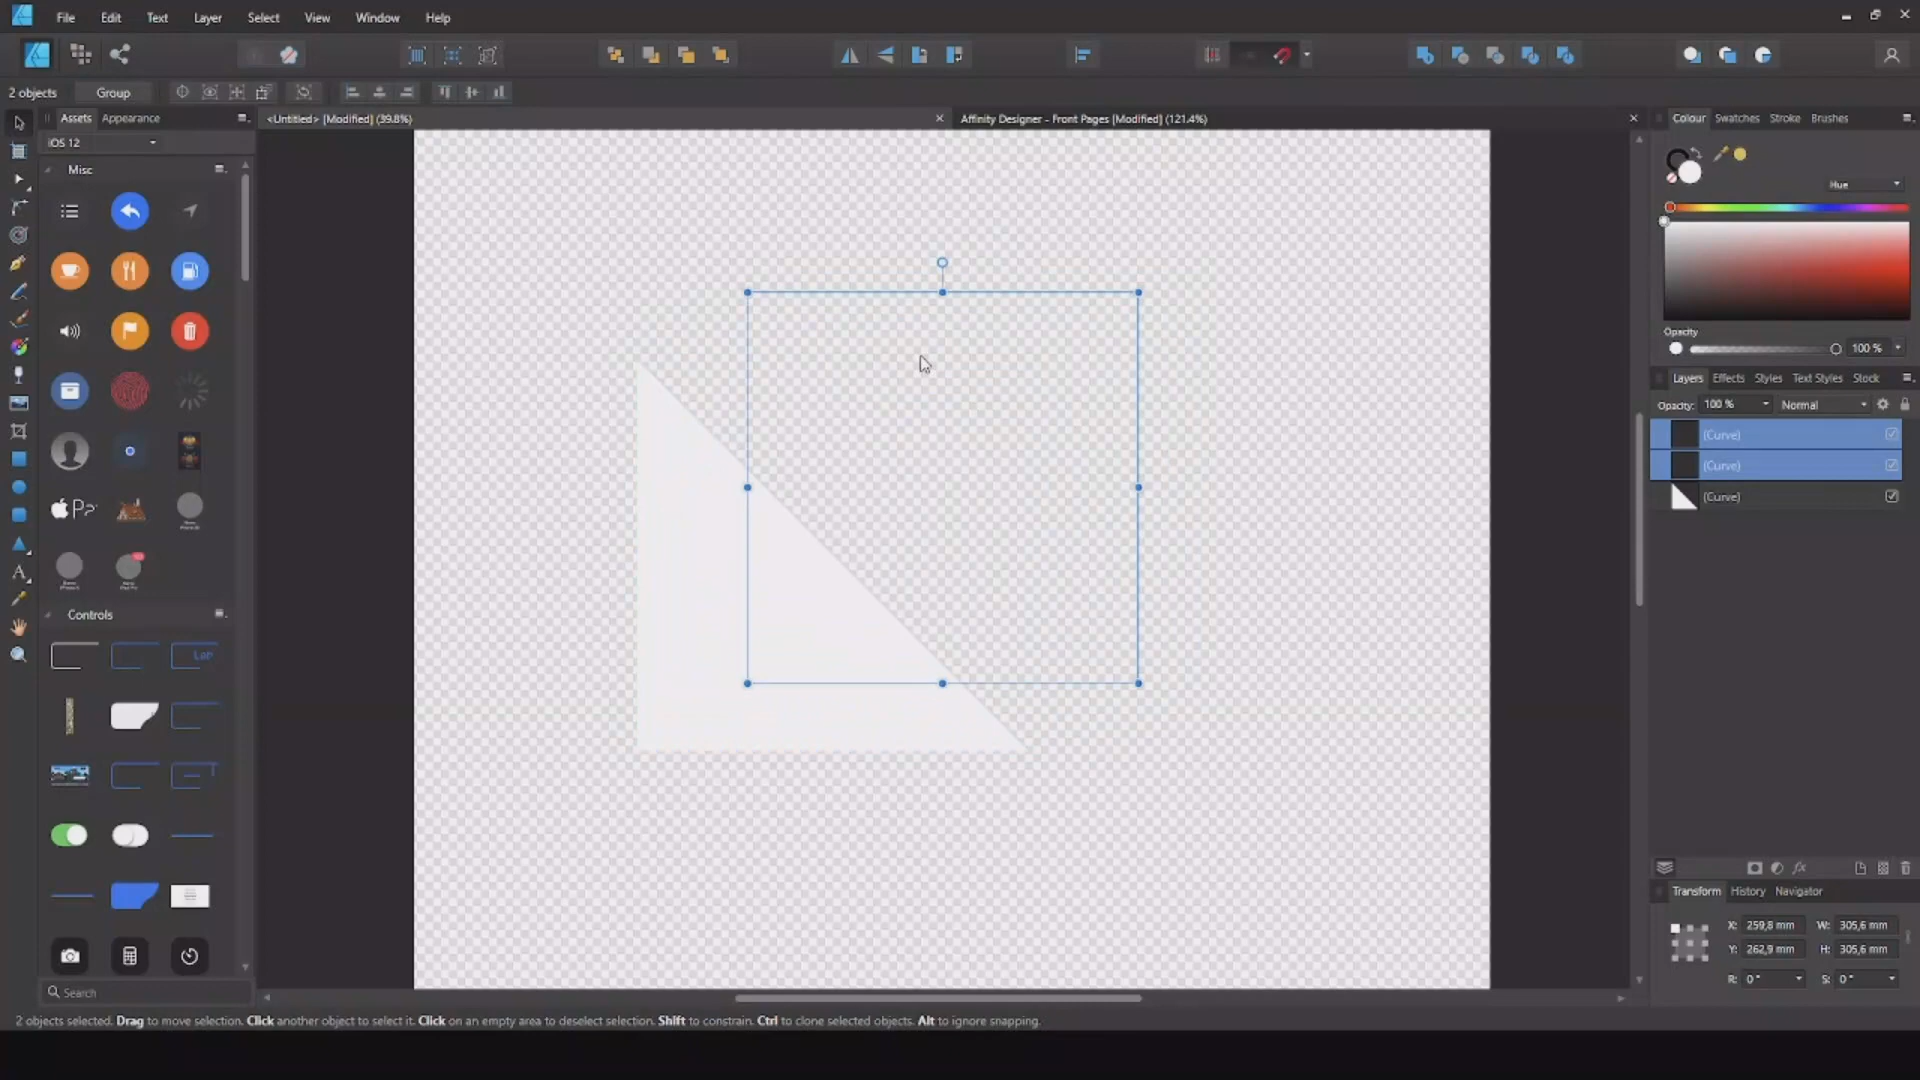 File Edit Text Layer Select View Window Help
2 objects Group
Assets Appearance
<Untitled> [Modified] (39.8%)
Affinity Designer - Front Pages [Modified] (121.4%)
Colour Swatches Stroke Brushes
iOS 12
Misc
Hue
Opacity
100 %
Layers Effects Styles Text Styles Stock
Opacity: 100 % Normal
(Curve)
(Curve)
(Curve)
Controls
Transform History Navigator
X: 259,8 mm W: 305,6 mm
Y: 262,9 mm H: 305,6 mm
R: 0° S: 0°
Search
2 objects selected. Drag to move selection. Click another object to select it. Click on an empty area to deselect selection. Shift to constrain. Ctrl to clone selected objects. Alt to ignore snapping.